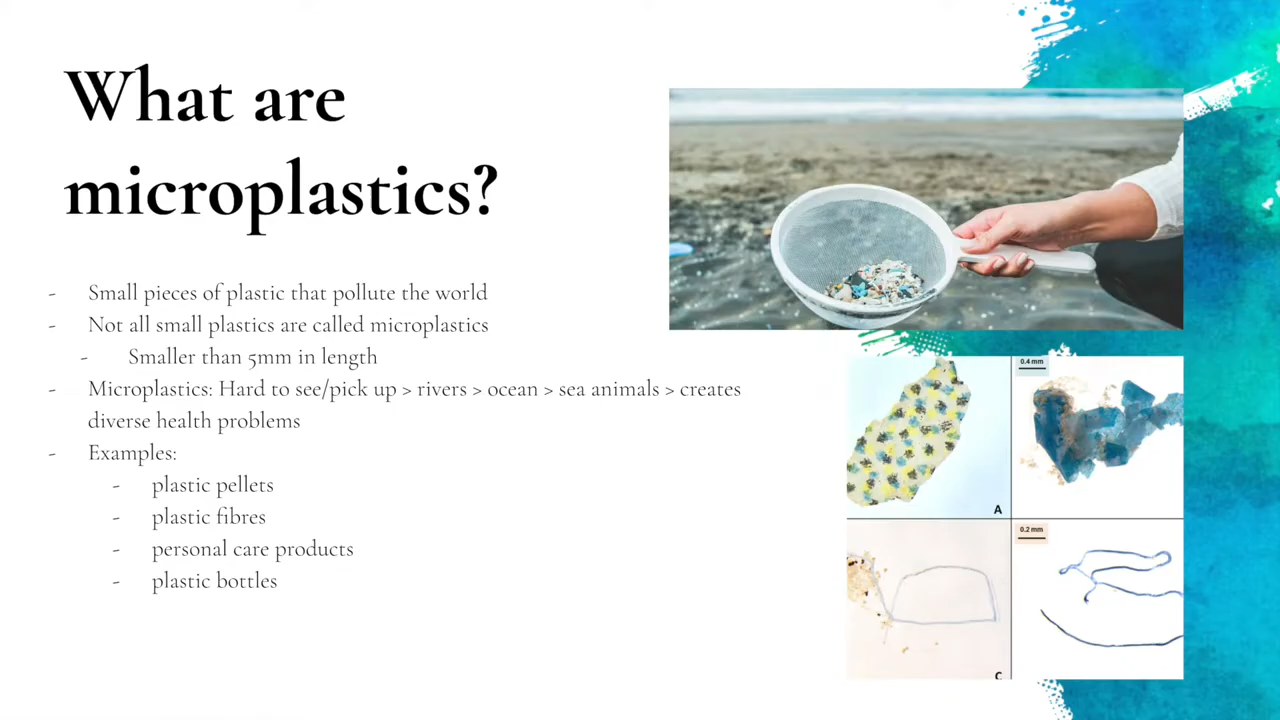 What are
microplastics?
- Small pieces of plastic that pollute the world
- Not all small plastics are called microplastics
- Smaller than 5mm in length
- Microplastics: Hard to see/pick up > rivers > ocean > sea animals > creates
diverse health problems
- Examples:
- plastic pellets
- plastic fibres
- personal care products
- plastic bottles
0.4 mm
A
0.2 mm
C